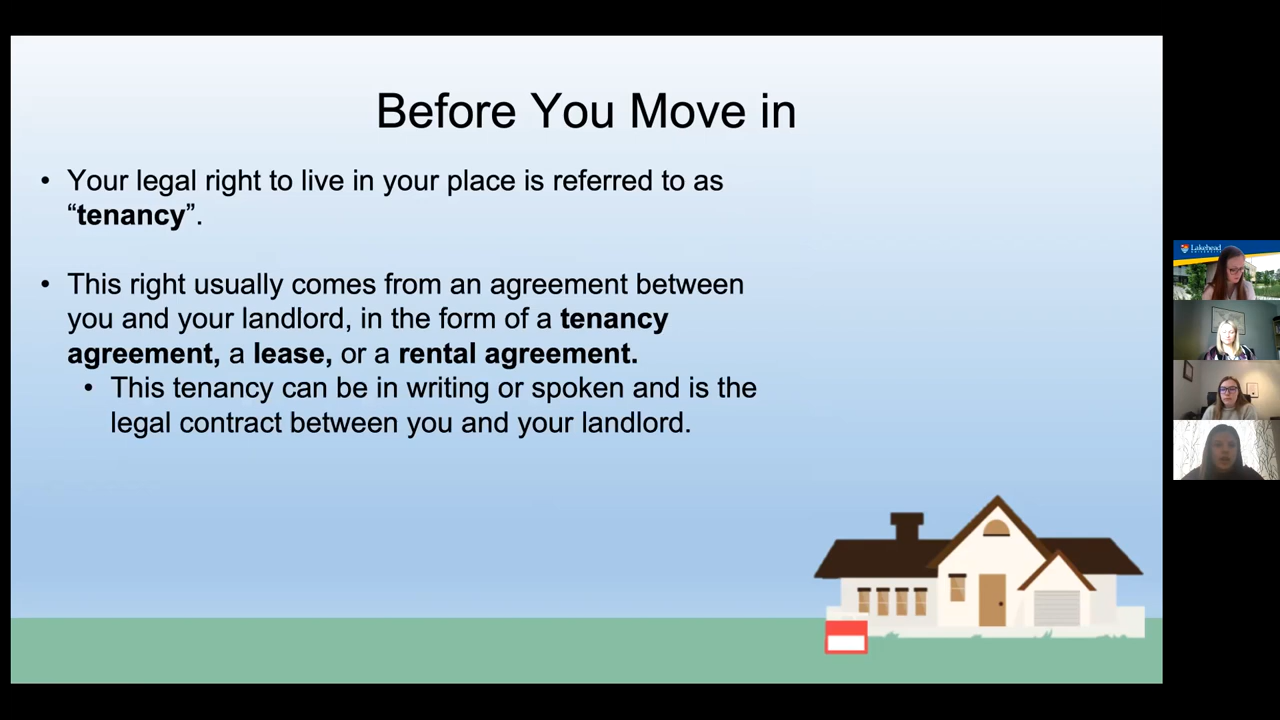 Before You Move in
• Your legal right to live in your place is referred to as
“tenancy”.
• This right usually comes from an agreement between
you and your landlord, in the form of a tenancy
agreement, a lease, or a rental agreement.
• This tenancy can be in writing or spoken and is the
legal contract between you and your landlord.
Lakehead